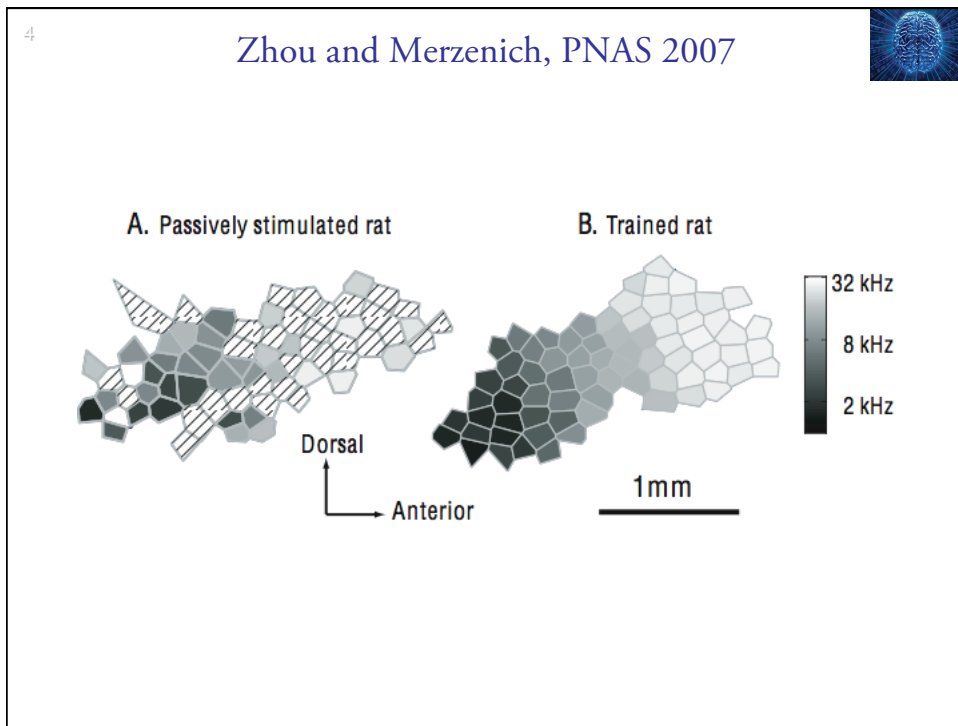 4
Zhou and Merzenich, PNAS 2007
A. Passively stimulated rat
B. Trained rat
32 kHz
8 kHz
2 kHz
Dorsal
Anterior
1mm